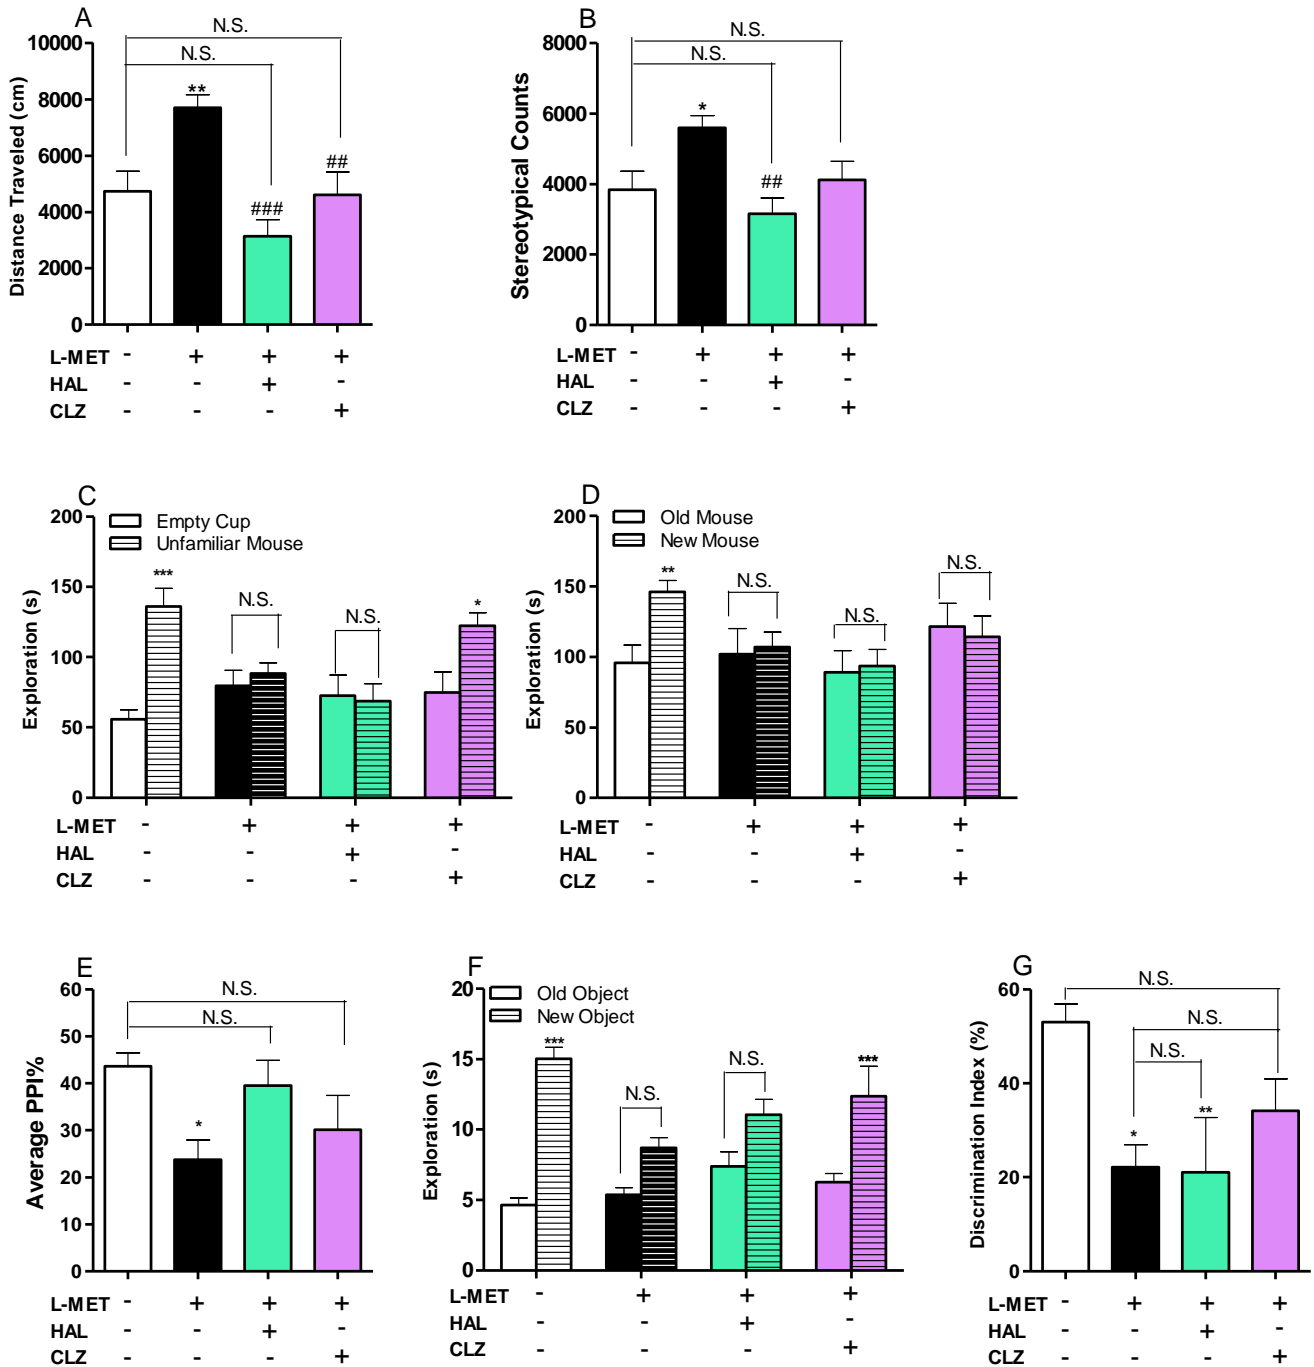 A
N.S.
N.S.
**
##
###
Distance Traveled (cm)
10000
8000
6000
4000
2000
0
L-MET - + + +
HAL - - + -
CLZ - - - +
B
N.S.
N.S.
*
##
Stereotypical Counts
8000
6000
4000
2000
0
L-MET - + + +
HAL - - + -
CLZ - - - +
C
Empty Cup
Unfamiliar Mouse
***
N.S.
N.S.
*
Exploration (s)
200
150
100
50
0
L-MET - + + +
HAL - - + -
CLZ - - - +
D
Old Mouse
New Mouse
**
N.S.
N.S.
N.S.
Exploration (s)
200
150
100
50
0
L-MET - + + +
HAL - - + -
CLZ - - - +
E
N.S.
N.S.
*
Average PPI%
60
50
40
30
20
10
0
L-MET - + + +
HAL - - + -
CLZ - - - +
F
Old Object
New Object
***
N.S.
N.S.
***
Exploration (s)
20
15
10
5
0
L-MET - + + +
HAL - - + -
CLZ - - - +
G
N.S.
N.S.
N.S.
*
**
Discrimination Index (%)
60
40
20
0
L-MET - + + +
HAL - - + -
CLZ - - - +